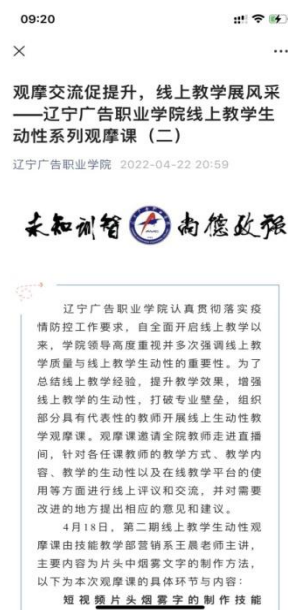 09:20
观摩交流促提升，线上教学展风采
——辽宁广告职业学院线上教学生
动性系列观摩课（二）
辽宁广告职业学院 2022-04-22 20:59
未知训智 尚德致强
辽宁广告职业学院认真贯彻落实疫
情防控工作要求，自全面开启线上教学以
来，学院领导高度重视并多次强调线上教
学质量与线上教学生动性的重要性。为了
总结线上教学经验，提升教学效果，增强
线上教学的生动性，打破专业壁垒，组织
部分具有代表性的教师开展线上生动性教
学观摩课。观摩课邀请全院教师走进直播
间，针对各任课教师的教学方式、教学内
容、教学的生动性以及在线教学平台的使
用等方面进行线上评议和交流，并对需要
改进的地方提出相应的意见和建议。
4月18日，第二期线上教学生动性观
摩课由技能教学部营销系王晨老师主讲，
主要内容为片头中烟雾文字的制作方法，
以下为本次观摩课的具体环节与内容：
短视频片头烟雾字的制作技能